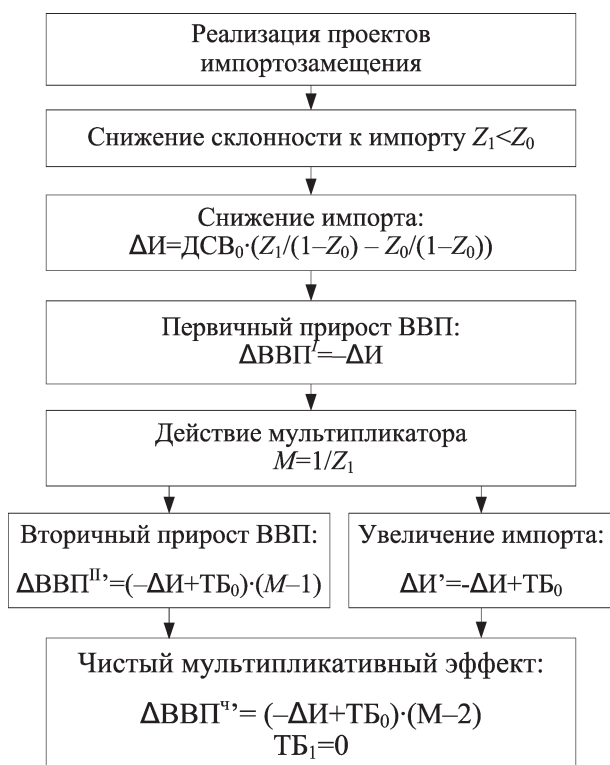 Реализация проектов
импортозамещения
Снижение склонности к импорту Z₁<Z₀
Снижение импорта:
ΔИ=ДСВ₀·(Z₁/(1–Z₀) – Z₀/(1–Z₀))
Первичный прирост ВВП:
ΔВВПᴵ=–ΔИ
Действие мультипликатора
M=1/Z₁
Вторичный прирост ВВП:
ΔВВПᴵᴵ’=(–ΔИ+ТБ₀)·(M–1)
Увеличение импорта:
ΔИ’=-ΔИ+ТБ₀
Чистый мультипликативный эффект:
ΔВВПч’= (–ΔИ+ТБ₀)·(М–2)
ТБ₁=0